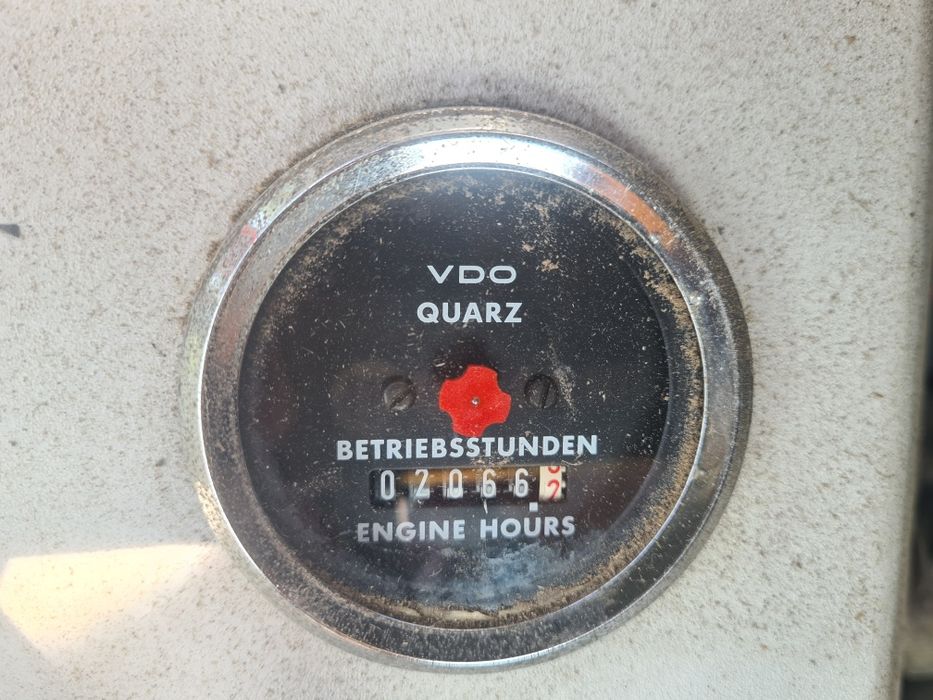 VDO
QUARZ
BETRIEBSSTUNDEN
02066
ENGINE HOURS